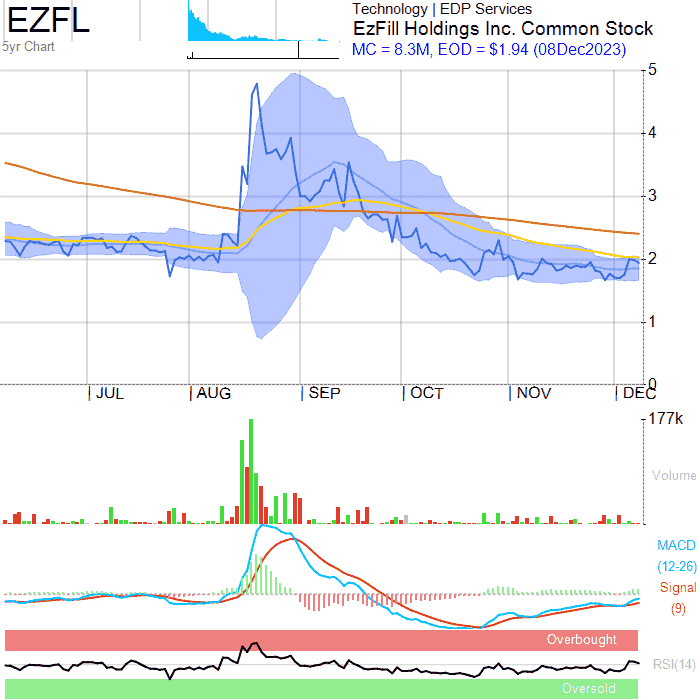 EZFL
5yr Chart
Technology | EDP Services
EzFill Holdings Inc. Common Stock
MC = 8.3M, EOD = $1.94 (08Dec2023)
5
4
3
2
1
0
JUL
AUG
SEP
OCT
NOV
DEC
177k
Volume
MACD
(12-26)
Signal
(9)
Overbought
RSI(14)
Oversold